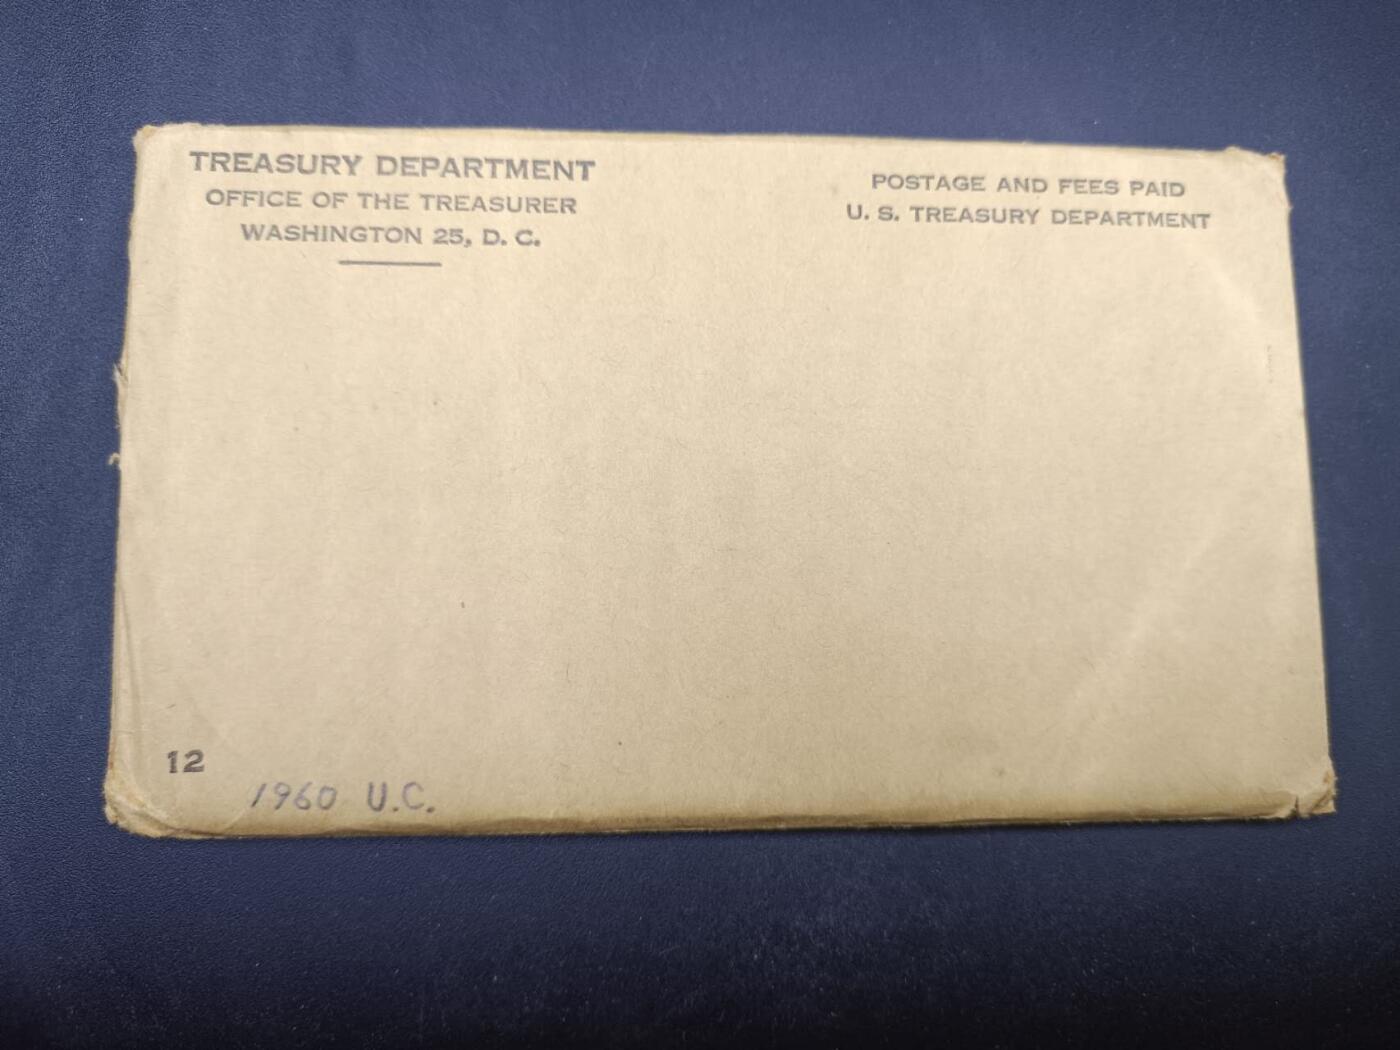 TREASURY DEPARTMENT
OFFICE OF THE TREASURER
WASHINGTON 25, D. C.
POSTAGE AND FEES PAID
U. S. TREASURY DEPARTMENT
12
1960 U.C.